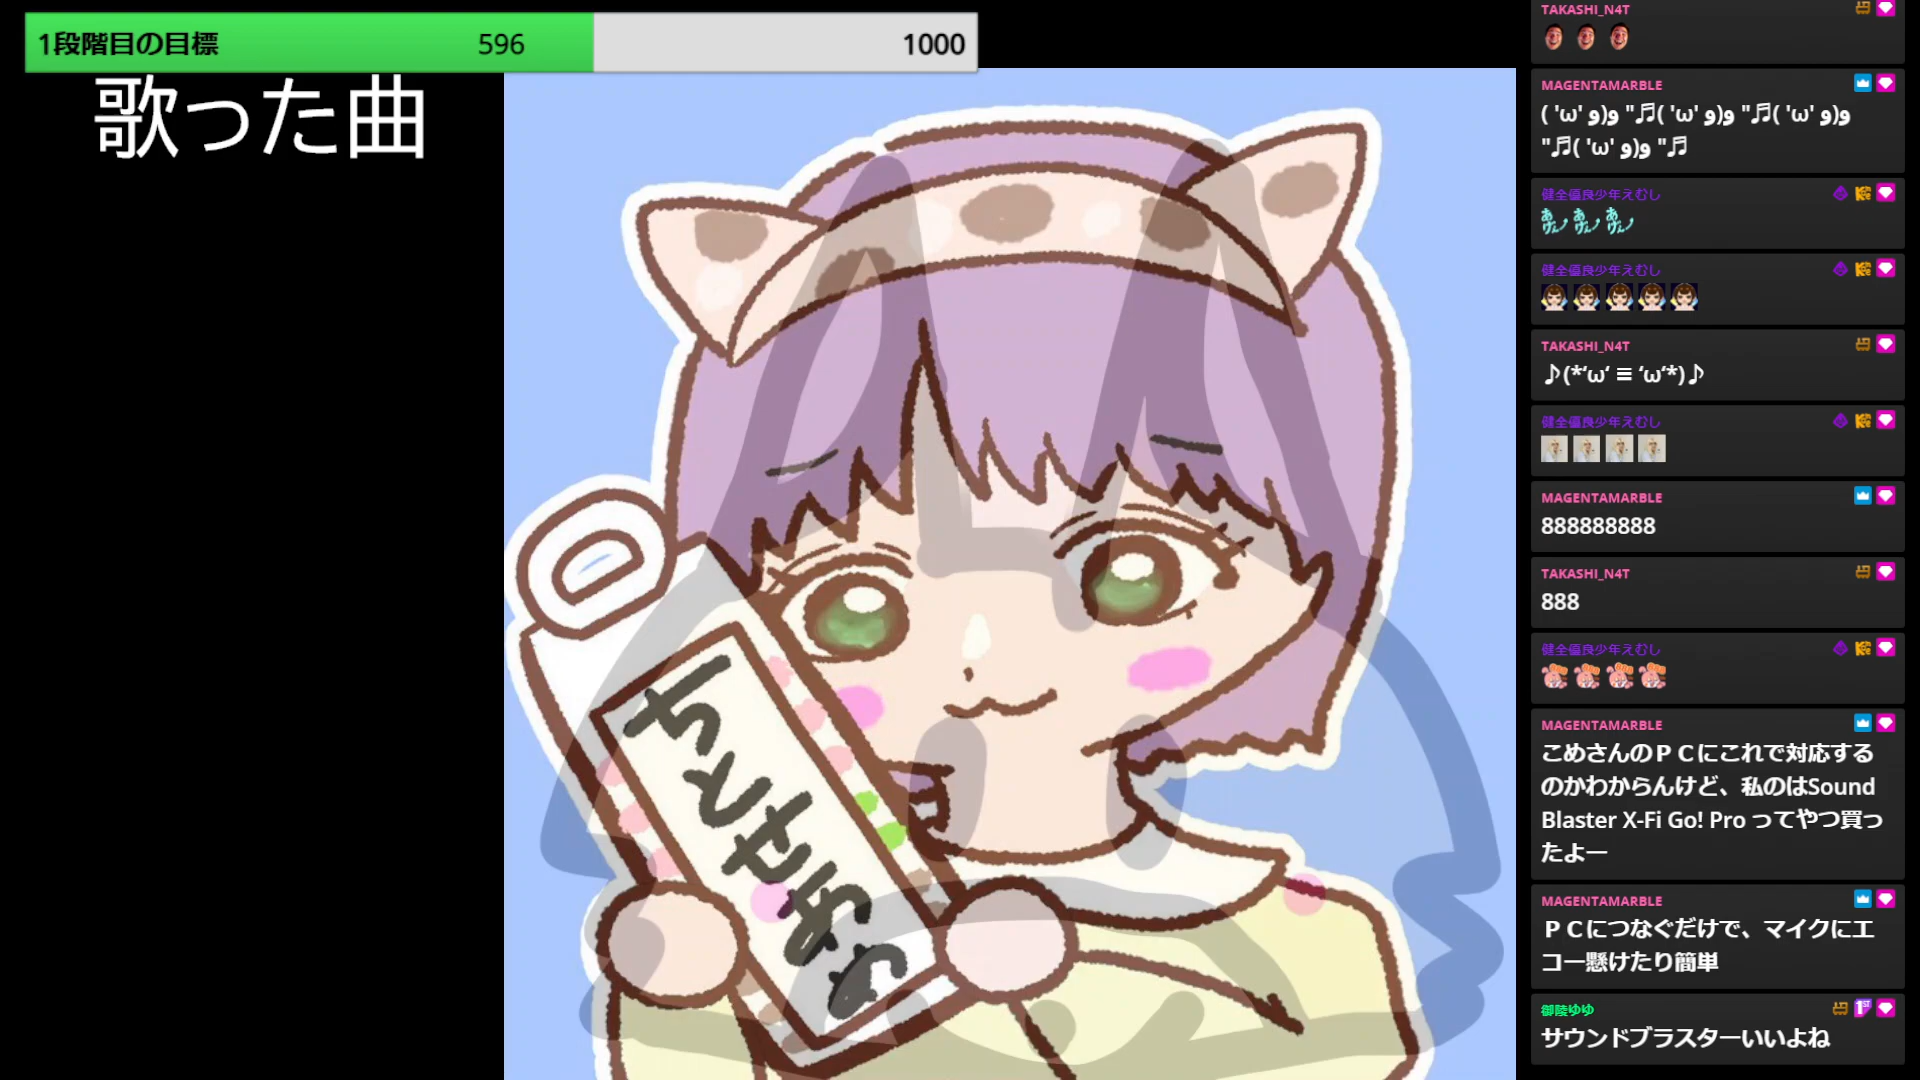 1段階目の目標 596 1000
歌った曲
TAKASHI_N4T
MAGENTAMARBLE
( 'ω' و)و "♬( 'ω' و)و "♬( 'ω' و)و
"♬( 'ω' و)و "♬
健全優良少年えむし
健全優良少年えむし
TAKASHI_N4T
♪(*‘ω‘ ≡ ‘ω‘*)♪
健全優良少年えむし
MAGENTAMARBLE
888888888
TAKASHI_N4T
888
健全優良少年えむし
MAGENTAMARBLE
こめさんのＰＣにこれで対応する
のかわからんけど、私のはSound
Blaster X-Fi Go! Pro ってやつ買っ
たよー
MAGENTAMARBLE
ＰＣにつなぐだけで、マイクにエ
コー懸けたり簡単
御陵ゆゆ
サウンドブラスターいいよね